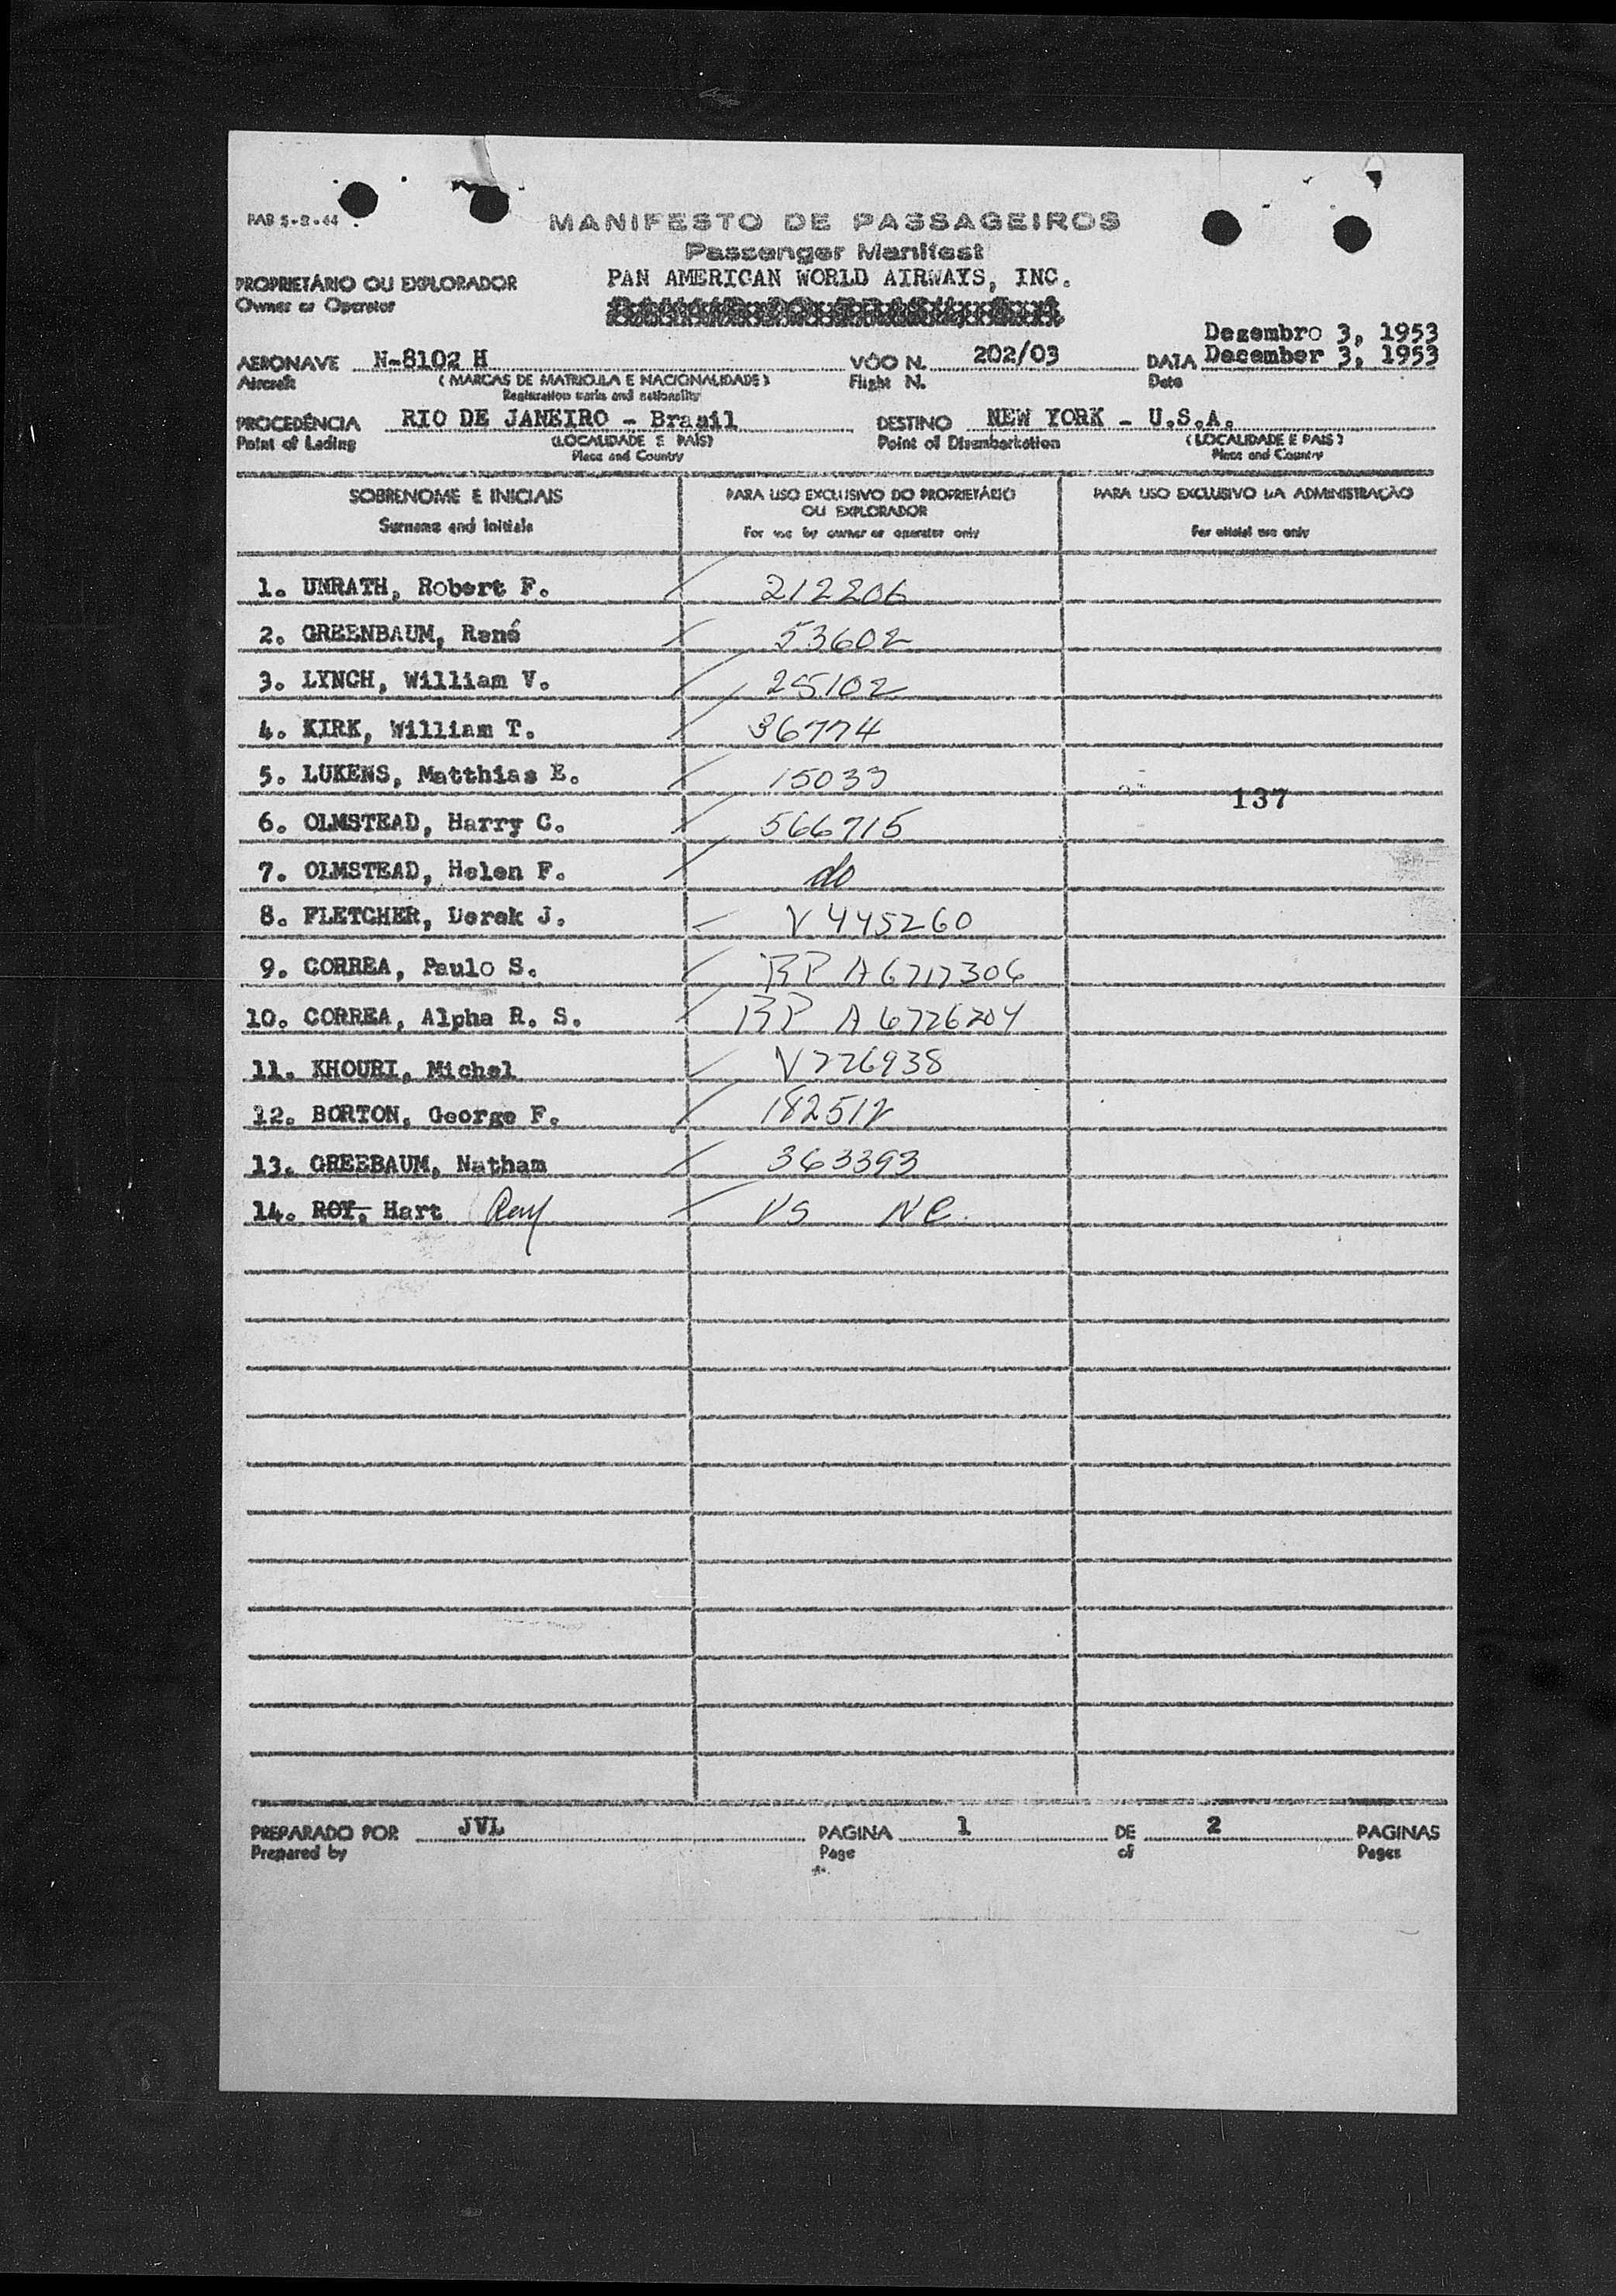 PAB 5-2-44
MANIFESTO DE PASSAGEIROS
Passenger Manifest
PROPRIETÁRIO OU EXPLORADOR PAN AMERICAN WORLD AIRWAYS, INC.
Owner or Operator
Dezembro 3, 1953
AERONAVE N-8102 H VÔO N. 202/03 DATA December 3, 1953
Aircraft (MARCAS DE MATRICULA E NACIONALIDADE) Flight N. Date
Registration marks and nationality
PROCEDÊNCIA RIO DE JANEIRO - Brasil DESTINO NEW YORK - U.S.A.
Point of Lading (LOCALIDADE E PAÍS) Point of Disembarkation (LOCALIDADE E PAIS)
Place and Country Place and Country
SOBRENOME E INICIAIS PARA USO EXCLUSIVO DO PROPRIETÁRIO PARA USO EXCLUSIVO DA ADMINISTRAÇÃO
OU EXPLORADOR
Surname and Initials For use by owner or operator only For official use only
1. UNRATH, Robert F. 212206
2. GREENBAUM, René 53602
3. LYNCH, William V. 25102
4. KIRK, William T. 36774
5. LUKENS, Matthias E. 15033
137
6. OLMSTEAD, Harry C. 566715
7. OLMSTEAD, Helen F. do
8. FLETCHER, Derek J. V 445260
9. CORREA, Paulo S. RP A6717306
10. CORREA, Alpha R. S. RP A6726204
11. KHOURI, Michel V226938
12. BORTON, George F. 182512
13. GREEBAUM, Natham 363393
14. ROY, Hart Roy US NC.
PREPARADO POR JVL PAGINA 1 DE 2 PAGINAS
Prepared by Page of Pages